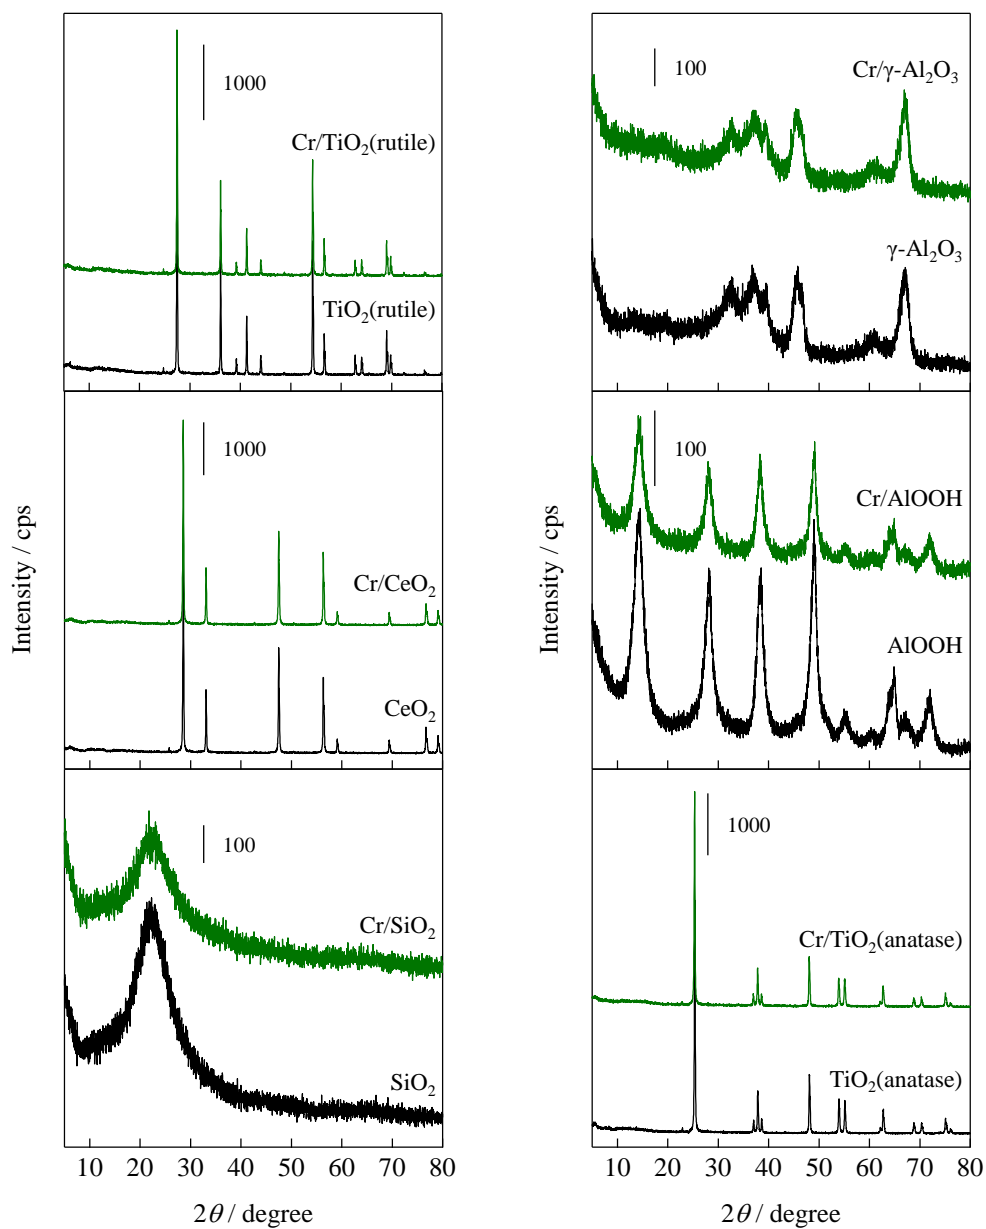 1000
Cr/TiO₂(rutile)
TiO₂(rutile)
1000
Cr/CeO₂
CeO₂
100
Cr/SiO₂
SiO₂
Intensity / cps
10 20 30 40 50 60 70 80
2θ / degree
100
Cr/γ-Al₂O₃
γ-Al₂O₃
100
Cr/AlOOH
AlOOH
1000
Cr/TiO₂(anatase)
TiO₂(anatase)
Intensity / cps
10 20 30 40 50 60 70 80
2θ / degree